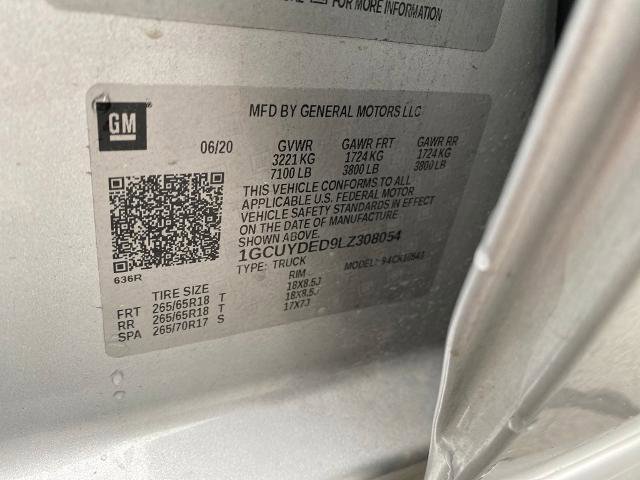 FOR MORE INFORMATION
GM
MFD BY GENERAL MOTORS LLC
06/20 GVWR GAWR FRT GAWR RR
3221 KG 1724 KG 1724 KG
7100 LB 3800 LB 3800 LB
THIS VEHICLE CONFORMS TO ALL
APPLICABLE U.S. FEDERAL MOTOR
VEHICLE SAFETY STANDARDS IN EFFECT
ON THE DATE OF MANUFACTURE
SHOWN ABOVE.
1GCUYDED9LZ308054
TYPE: TRUCK MODEL:
636R
TIRE SIZE RIM
FRT 265/65R18 T 18X8.5J
RR 265/65R18 T 18X8.5J
SPA 265/70R17 S 17X7J